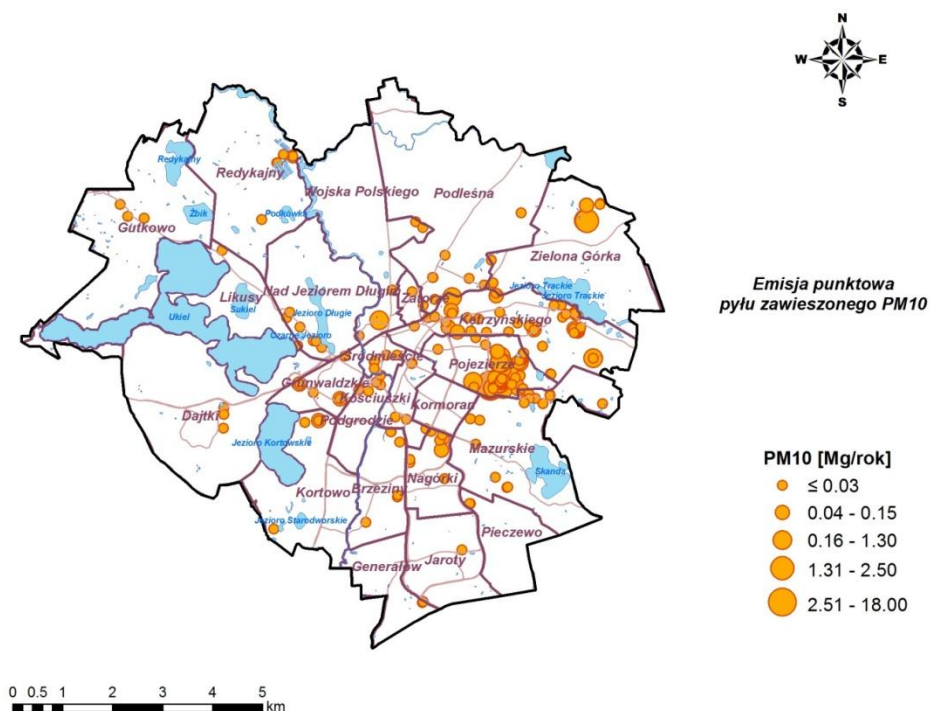 N
W E
S
Redykajny
Redykajny
Wojska Polskiego
Podleśna
Żbik
Podkówka
Gutkowo
Zielona Górka
Jezioro Trackie
Jezioro Trackie
Nad Jeziorem Długim
Likusy
Sukiel
Ukiel
Jezioro Długie
Zatorze
Kętrzyńskiego
Czarne Jezioro
Śródmieście
Pojezierze
Grunwaldzkie
Kościuszki
Kormoran
Dajtki
Podgrodzie
Jezioro Kortowskie
Mazurskie
Skanda
Nagórki
Kortowo
Brzeziny
Jezioro Starodworskie
Pieczewo
Generałów
Jaroty
Emisja punktowa
pyłu zawieszonego PM10
PM10 [Mg/rok]
≤ 0.03
0.04 - 0.15
0.16 - 1.30
1.31 - 2.50
2.51 - 18.00
0 0.5 1 2 3 4 5
km